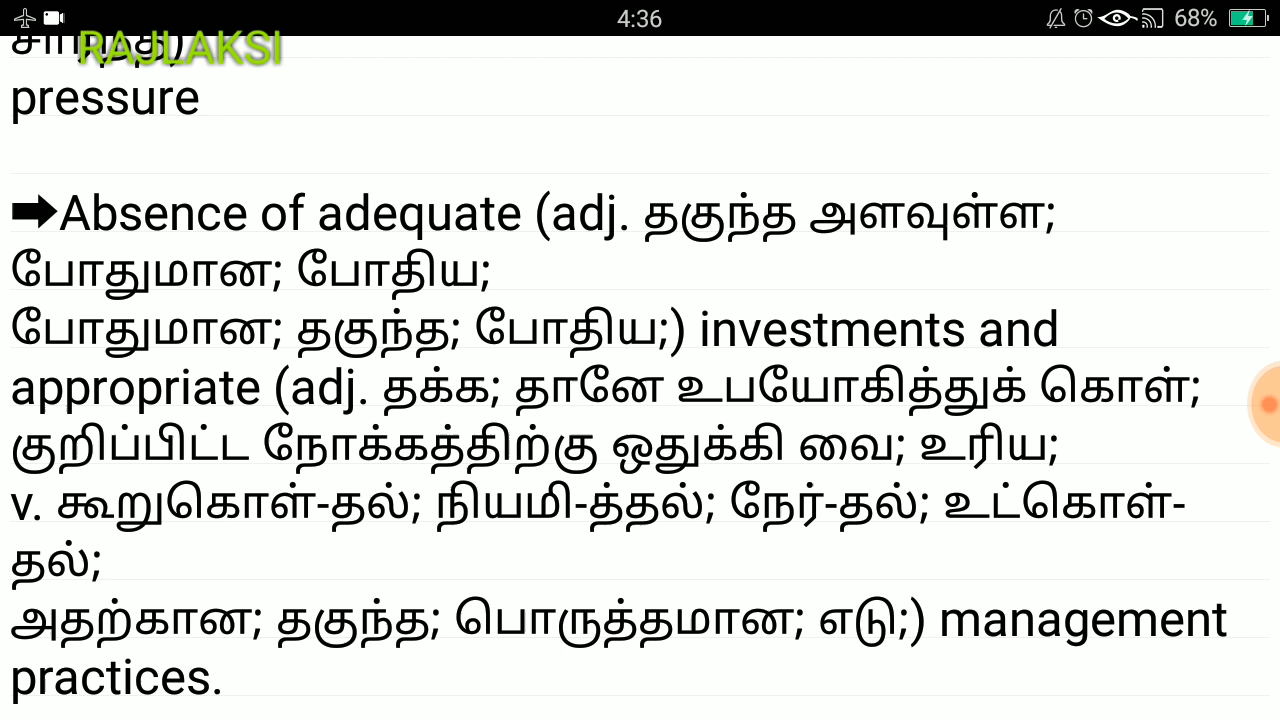 4:36
68%
RAJLAKSI
pressure
➡Absence of adequate (adj. தகுந்த அளவுள்ள;
போதுமான; போதிய;
போதுமான; தகுந்த; போதிய;) investments and
appropriate (adj. தக்க; தானே உபயோகித்துக் கொள்;
குறிப்பிட்ட நோக்கத்திற்கு ஒதுக்கி வை; உரிய;
v. கூறுகொள்-தல்; நியமி-த்தல்; நேர்-தல்; உட்கொள்-
தல்;
அதற்கான; தகுந்த; பொருத்தமான; எடு;) management
practices.